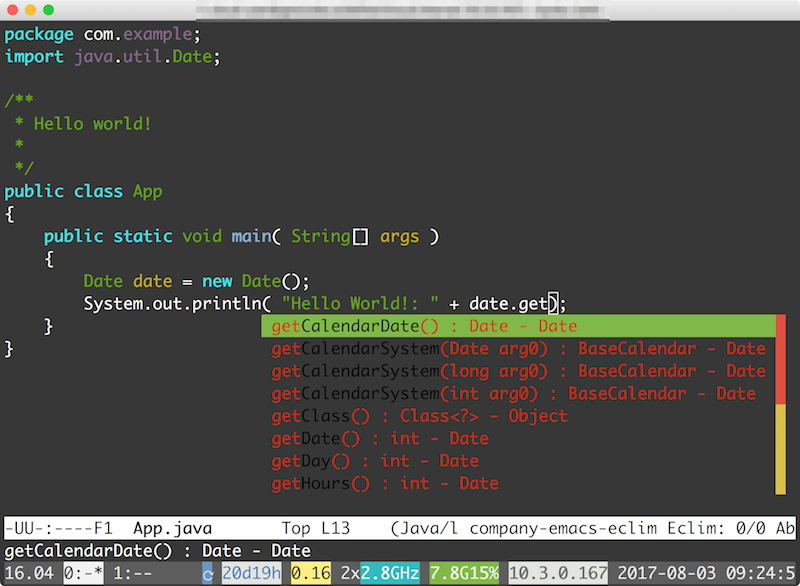 package com.example;
import java.util.Date;
/**
 * Hello world!
 *
 */
public class App
{
    public static void main( String[] args )
    {
        Date date = new Date();
        System.out.println( "Hello World!: " + date.get);
    }
}
getCalendarDate() : Date - Date
getCalendarSystem(Date arg0) : BaseCalendar - Date
getCalendarSystem(long arg0) : BaseCalendar - Date
getCalendarSystem(int arg0) : BaseCalendar - Date
getClass() : Class<?> - Object
getDate() : int - Date
getDay() : int - Date
getHours() : int - Date
-UU-:----F1  App.java       Top L13    (Java/l company-emacs-eclim Eclim: 0/0 Ab
getCalendarDate() : Date - Date
16.04 0:-* 1:-- 20d19h 0.16 2x2.8GHz 7.8G15% 10.3.0.167 2017-08-03 09:24:5